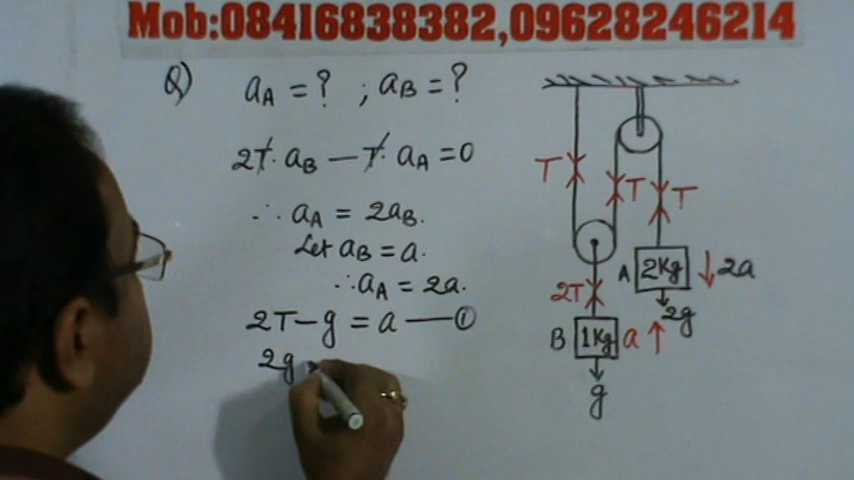 Mob:08416838382,09628246214
Q) aA = ? ; aB = ?
2T· aB – T· aA = 0
∴ aA = 2aB.
Let aB = a.
∴ aA = 2a.
2T – g = a — ①
2g
T
T
T
A 2Kg ↓2a
2g
2T
B 1Kg a ↑
g